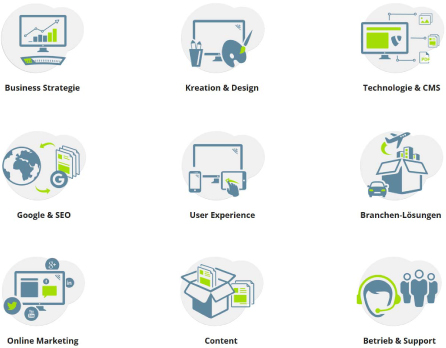 Business Strategie
Kreation & Design
Technologie & CMS
Google & SEO
User Experience
Branchen-Lösungen
Online Marketing
Content
Betrieb & Support